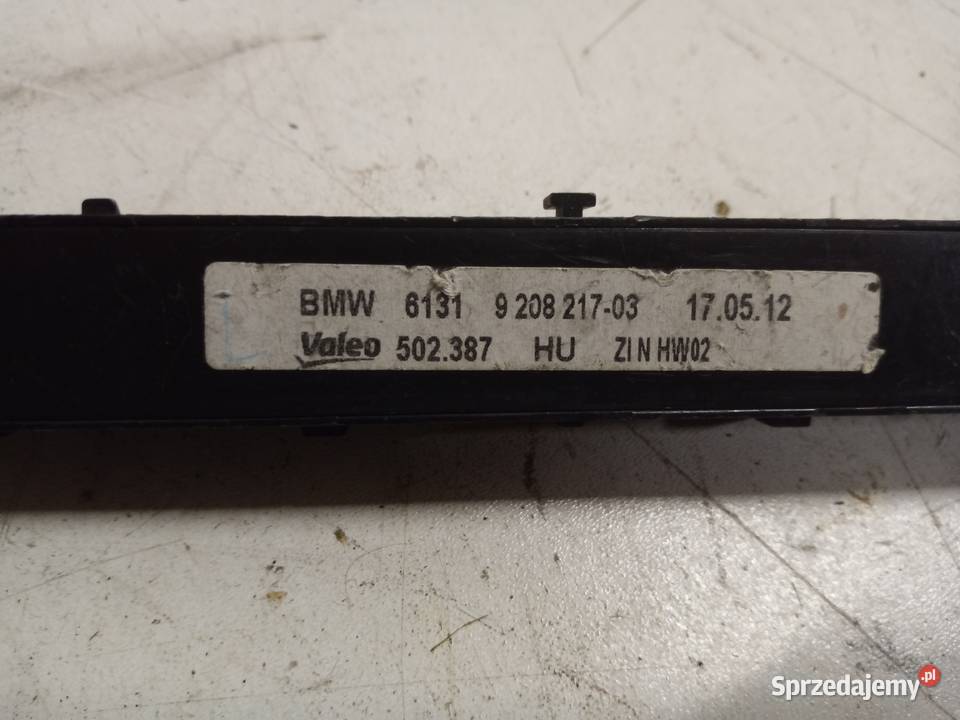 BMW 6131 9 208 217-03 17.05.12
Valeo 502.387 HU ZI N HW02
Sprzedajemy.pl